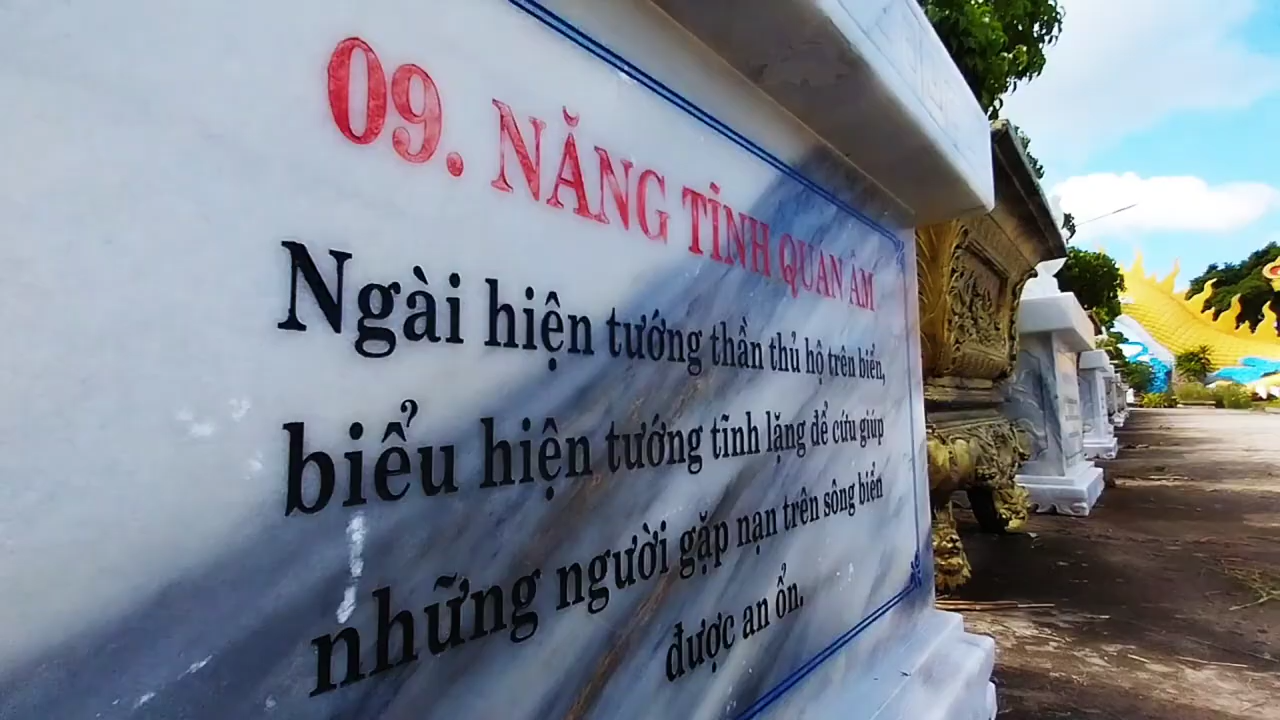 09. NĂNG TĨNH QUAN ÂM
Ngài hiện tướng thần thủ hộ trên biển,
biểu hiện tướng tĩnh lặng để cứu giúp
những người gặp nạn trên sông biển
được an ổn.